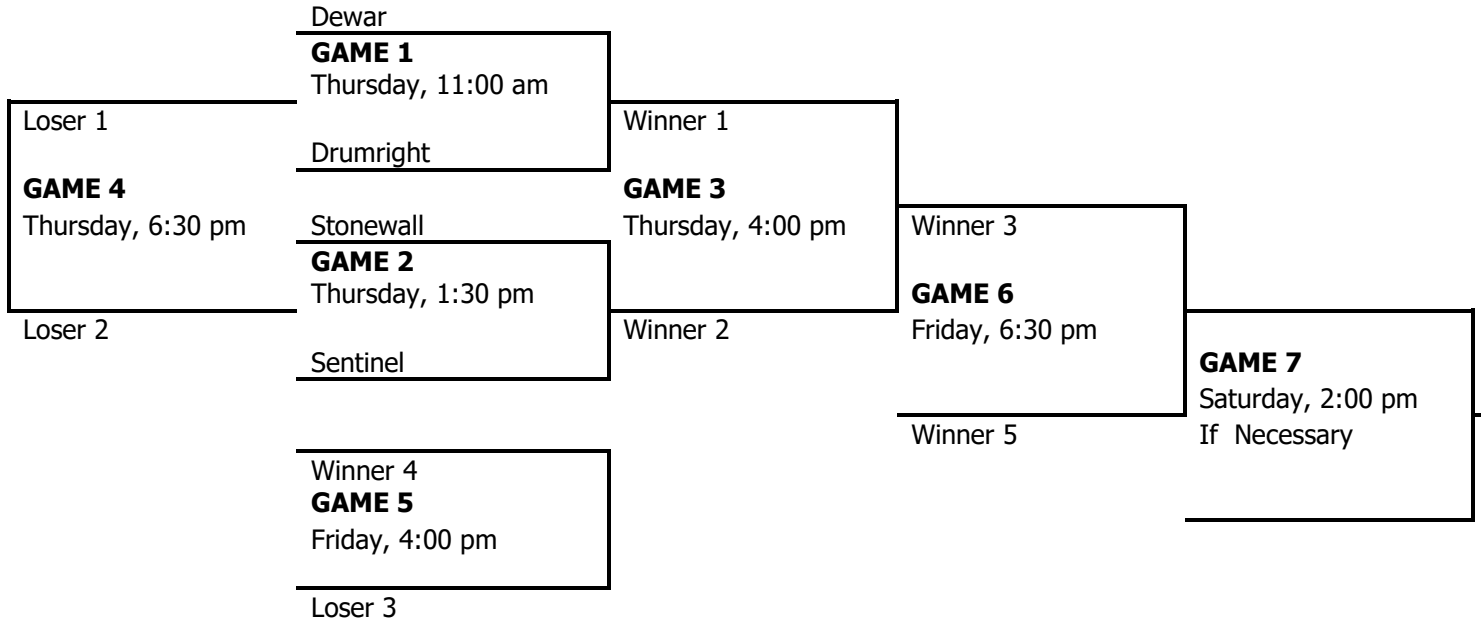 Dewar
GAME 1
Thursday, 11:00 am
Loser 1
Winner 1
Drumright
GAME 4
GAME 3
Thursday, 6:30 pm
Stonewall
Thursday, 4:00 pm
Winner 3
GAME 2
Thursday, 1:30 pm
GAME 6
Loser 2
Winner 2
Friday, 6:30 pm
Sentinel
GAME 7
Saturday, 2:00 pm
Winner 5
If Necessary
Winner 4
GAME 5
Friday, 4:00 pm
Loser 3